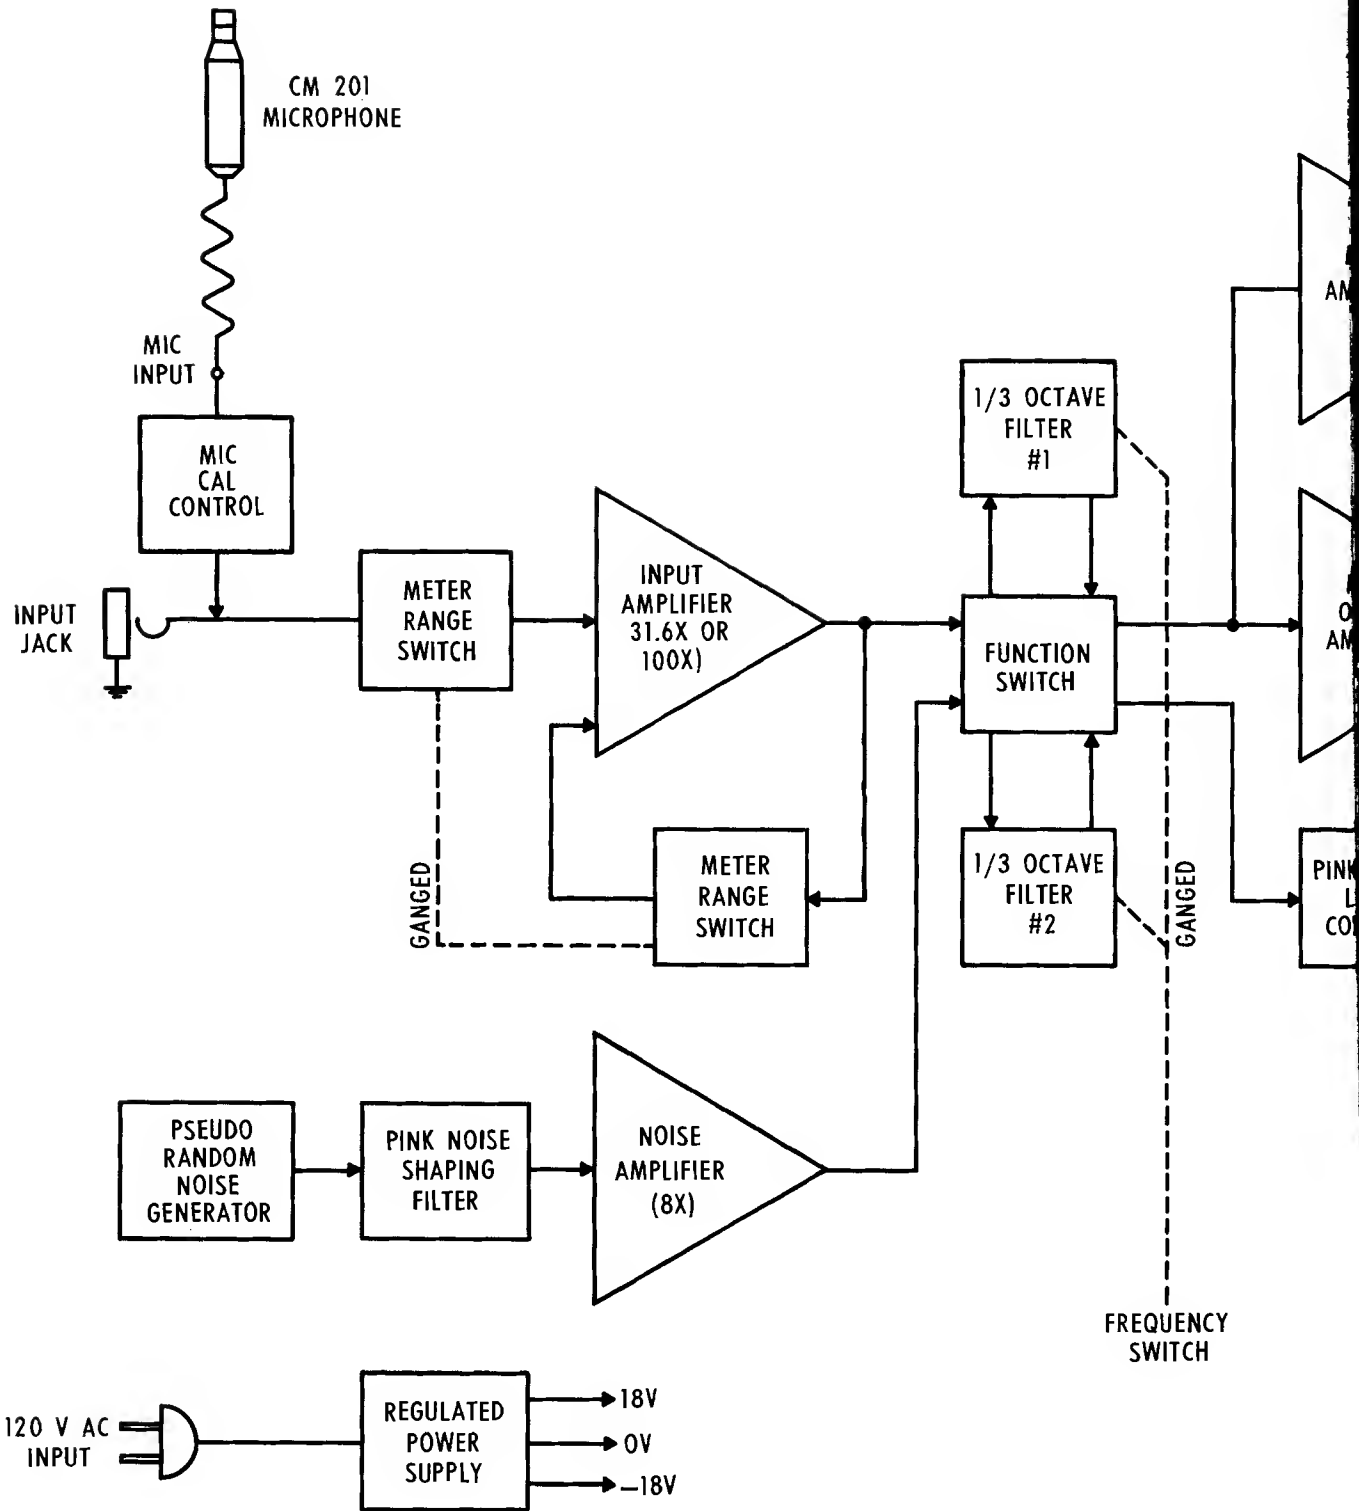 CM 201
MICROPHONE
MIC
INPUT
MIC
CAL
CONTROL
INPUT
JACK
METER
RANGE
SWITCH
INPUT
AMPLIFIER
31.6X OR
100X)
1/3 OCTAVE
FILTER
#1
FUNCTION
SWITCH
METER
RANGE
SWITCH
GANGED
1/3 OCTAVE
FILTER
#2
GANGED
PSEUDO
RANDOM
NOISE
GENERATOR
PINK NOISE
SHAPING
FILTER
NOISE
AMPLIFIER
(8X)
FREQUENCY
SWITCH
120 V AC
INPUT
REGULATED
POWER
SUPPLY
18V
0V
–18V
PINK